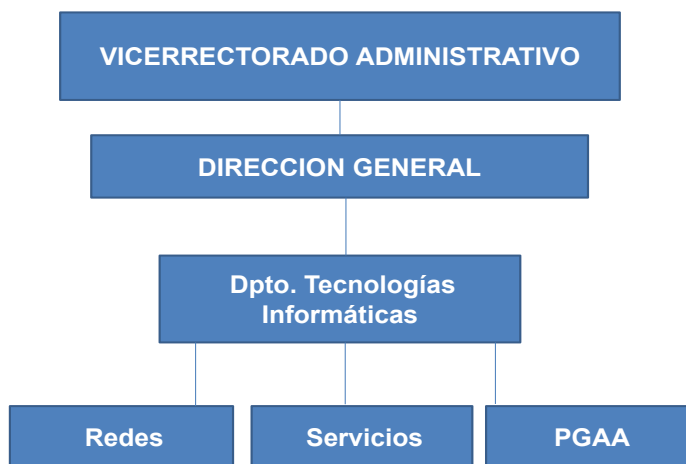 VICERRECTORADO ADMINISTRATIVO
DIRECCION GENERAL
Dpto. Tecnologías
Informáticas
Redes
Servicios
PGAA